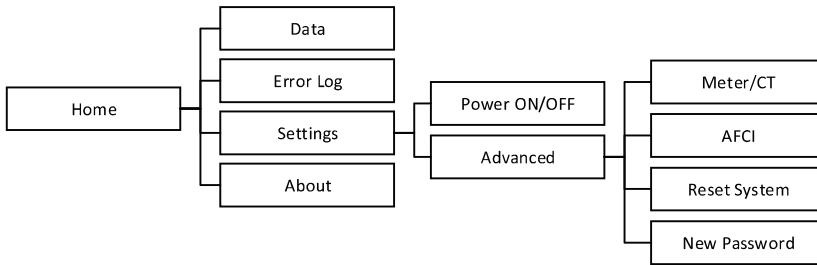 Home
Data
Error Log
Settings
About
Power ON/OFF
Advanced
Meter/CT
AFCI
Reset System
New Password